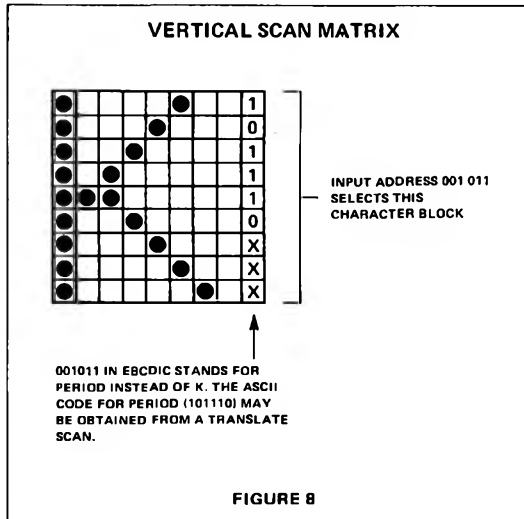 VERTICAL SCAN MATRIX
1
0
1
1
1
0
X
X
X
INPUT ADDRESS 001 011
SELECTS THIS
CHARACTER BLOCK
001011 IN EBCDIC STANDS FOR
PERIOD INSTEAD OF K. THE ASCII
CODE FOR PERIOD (101110) MAY
BE OBTAINED FROM A TRANSLATE
SCAN.
FIGURE 8